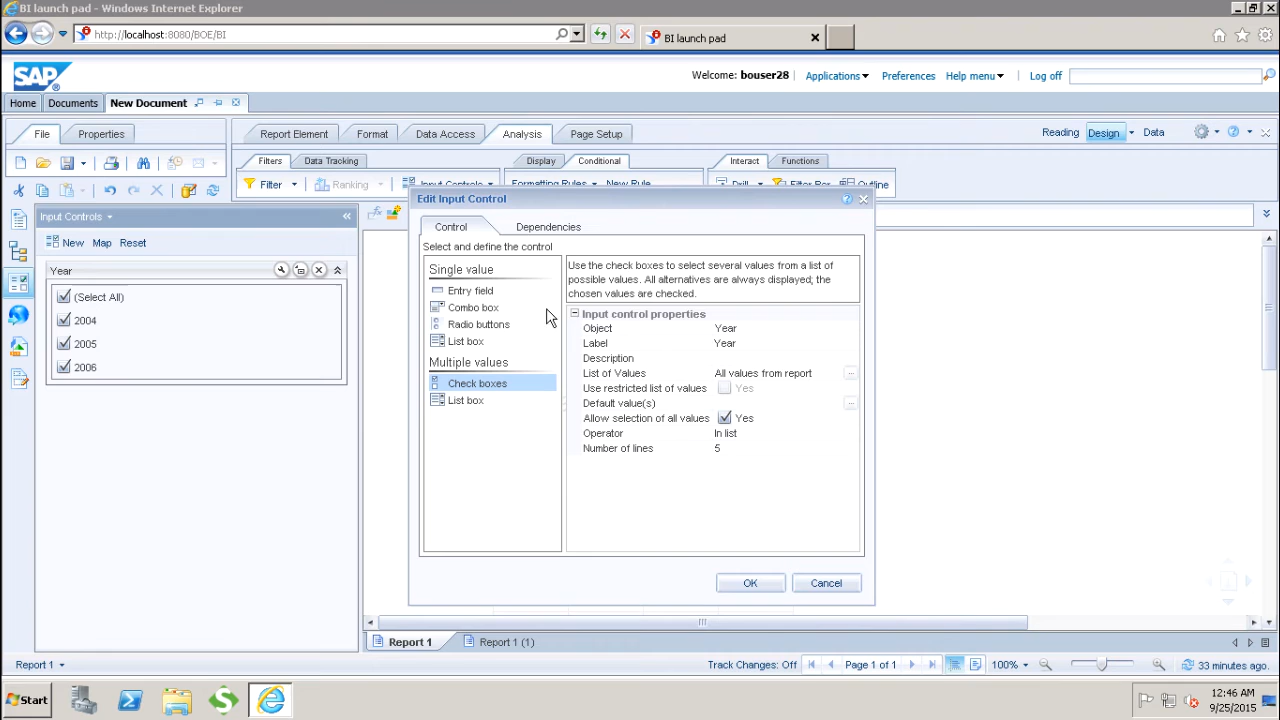 BI launch pad - Windows Internet Explorer
http://localhost:8080/BOE/BI
BI launch pad
SAP
Welcome: bouser28
Applications
Preferences
Help menu
Log off
Home
Documents
New Document
File
Properties
Report Element
Format
Data Access
Analysis
Page Setup
Reading
Design
Data
Filters
Data Tracking
Display
Conditional
Interact
Functions
Filter
Ranking
Input Controls
Formatting Rules
New Rule
Drill
Filter Bar
Outline
Input Controls
New Map Reset
Year
(Select All)
2004
2005
2006
Edit Input Control
Control
Dependencies
Select and define the control
Single value
Entry field
Combo box
Radio buttons
List box
Multiple values
Check boxes
List box
Use the check boxes to select several values from a list of
possible values. All alternatives are always displayed; the
chosen values are checked.
Input control properties
Object Year
Label Year
Description
List of Values All values from report ...
Use restricted list of values Yes
Default value(s) ...
Allow selection of all values Yes
Operator In list
Number of lines 5
OK
Cancel
Report 1
Report 1 (1)
Report 1
Track Changes: Off
Page 1 of 1
100%
33 minutes ago.
Start
12:46 AM
9/25/2015